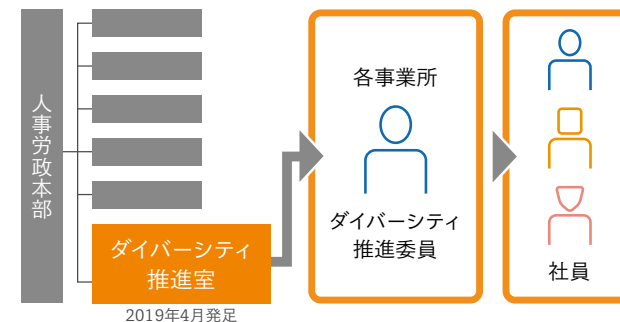 人事労政本部
ダイバーシティ
推進室
2019年4月発足
各事業所
ダイバーシティ
推進委員
社員